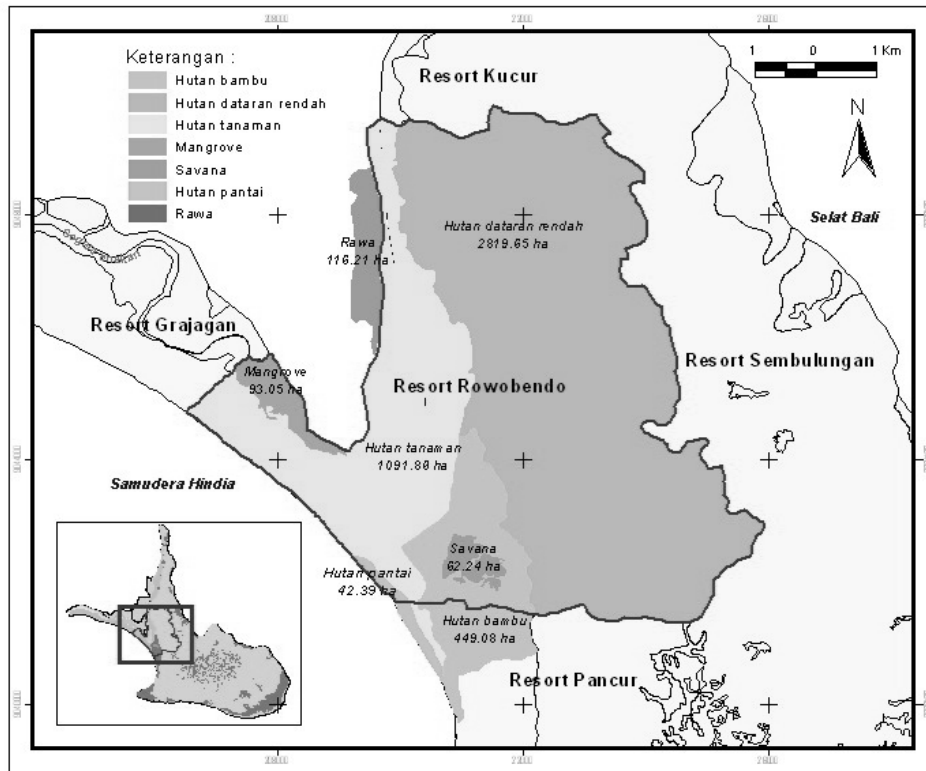 Keterangan :
Hutan bambu
Hutan dataran rendah
Hutan tanaman
Mangrove
Savana
Hutan pantai
Rawa
1 0 1 Km
N
Resort Kucur
Hutan dataran rendah
2819.65 ha
Selat Bali
Rawa
116.21 ha
Resort Grajagan
Mangrove
93.05 ha
Resort Rowobendo
Resort Sembulungan
Hutan tanaman
Samudera Hindia
Savana
62.24 ha
Hutan pantai
42.39 ha
Hutan bambu
449.08 ha
Resort Pancur